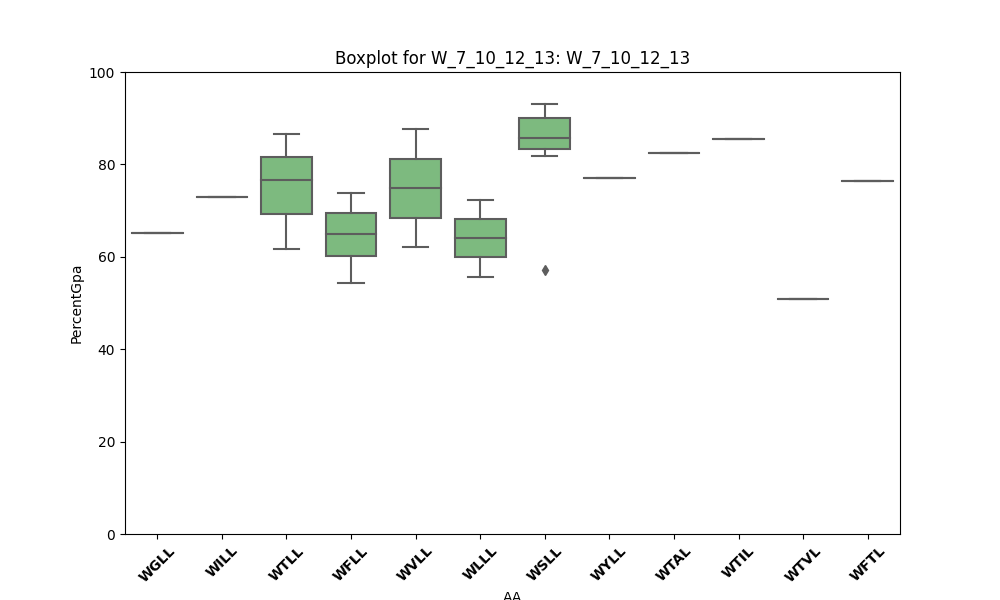 Boxplot for W_7_10_12_13: W_7_10_12_13
100
80
60
40
20
0
PercentGpa
WGLL WILL WTLL WFLL WVLL WLLL WSLL WYLL WTAL WTIL WTVL WFTL
AA